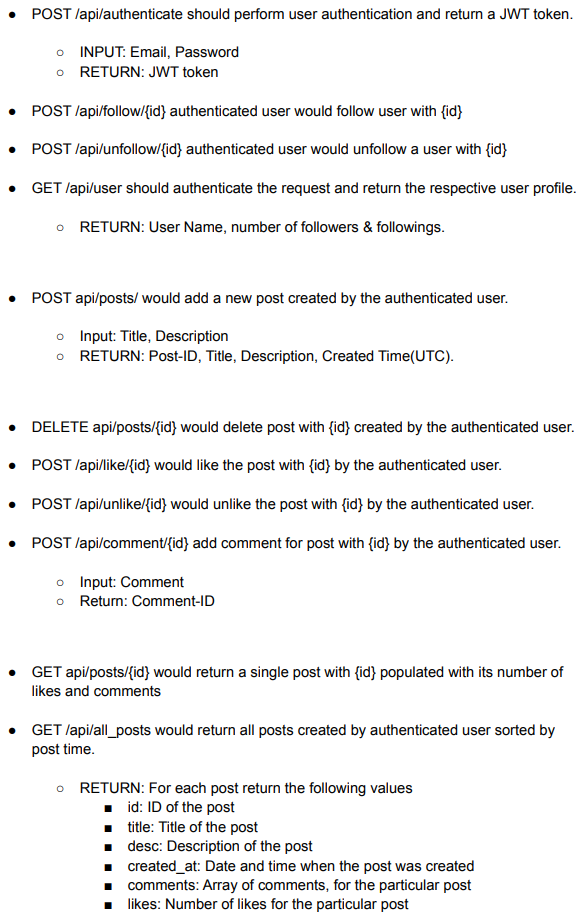 ● POST /api/authenticate should perform user authentication and return a JWT token.
○ INPUT: Email, Password
○ RETURN: JWT token
● POST /api/follow/{id} authenticated user would follow user with {id}
● POST /api/unfollow/{id} authenticated user would unfollow a user with {id}
● GET /api/user should authenticate the request and return the respective user profile.
○ RETURN: User Name, number of followers & followings.
● POST api/posts/ would add a new post created by the authenticated user.
○ Input: Title, Description
○ RETURN: Post-ID, Title, Description, Created Time(UTC).
● DELETE api/posts/{id} would delete post with {id} created by the authenticated user.
● POST /api/like/{id} would like the post with {id} by the authenticated user.
● POST /api/unlike/{id} would unlike the post with {id} by the authenticated user.
● POST /api/comment/{id} add comment for post with {id} by the authenticated user.
○ Input: Comment
○ Return: Comment-ID
● GET api/posts/{id} would return a single post with {id} populated with its number of
likes and comments
● GET /api/all_posts would return all posts created by authenticated user sorted by
post time.
○ RETURN: For each post return the following values
■ id: ID of the post
■ title: Title of the post
■ desc: Description of the post
■ created_at: Date and time when the post was created
■ comments: Array of comments, for the particular post
■ likes: Number of likes for the particular post